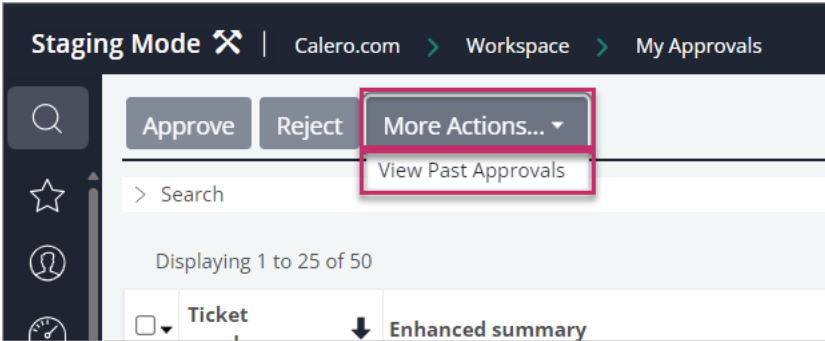 Staging Mode | Calero.com > Workspace > My Approvals
Approve Reject More Actions...
View Past Approvals
> Search
Displaying 1 to 25 of 50
Ticket
Enhanced summary